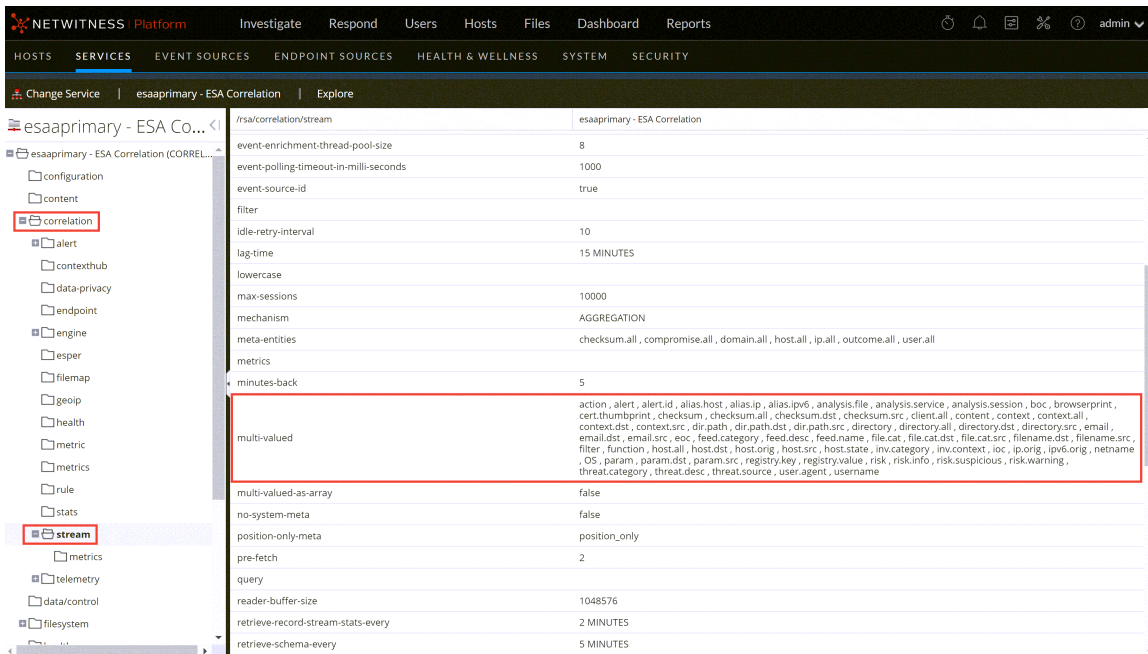 NETWITNESS Platform Investigate Respond Users Hosts Files Dashboard Reports admin
HOSTS SERVICES EVENT SOURCES ENDPOINT SOURCES HEALTH & WELLNESS SYSTEM SECURITY
Change Service | esaaprimary - ESA Correlation | Explore
esaaprimary - ESA Co...
esaaprimary - ESA Correlation (CORREL...
configuration
content
correlation
alert
contexthub
data-privacy
endpoint
engine
esper
filemap
geoip
health
metric
metrics
rule
stats
stream
metrics
telemetry
data/control
filesystem
/rsa/correlation/stream esaaprimary - ESA Correlation
event-enrichment-thread-pool-size 8
event-polling-timeout-in-milli-seconds 1000
event-source-id true
filter
idle-retry-interval 10
lag-time 15 MINUTES
lowercase
max-sessions 10000
mechanism AGGREGATION
meta-entities checksum.all , compromise.all , domain.all , host.all , ip.all , outcome.all , user.all
metrics
minutes-back 5
multi-valued
action , alert , alert.id , alias.host , alias.ip , alias.ipv6 , analysis.file , analysis.service , analysis.session , boc , browserprint ,
cert.thumbprint , checksum , checksum.all , checksum.dst , checksum.src , client.all , content , context , context.all ,
context.dst , context.src , dir.path , dir.path.dst , dir.path.src , directory , directory.all , directory.dst , directory.src , email ,
email.dst , email.src , eoc , feed.category , feed.desc , feed.name , file.cat , file.cat.dst , file.cat.src , filename.dst , filename.src ,
filter , function , host.all , host.dst , host.orig , host.src , host.state , inv.category , inv.context , ioc , ip.orig , ipv6.orig , netname
, OS , param , param.dst , param.src , registry.key , registry.value , risk , risk.info , risk.suspicious , risk.warning ,
threat.category , threat.desc , threat.source , user.agent , username
multi-valued-as-array false
no-system-meta false
position-only-meta position_only
pre-fetch 2
query
reader-buffer-size 1048576
retrieve-record-stream-stats-every 2 MINUTES
retrieve-schema-every 5 MINUTES